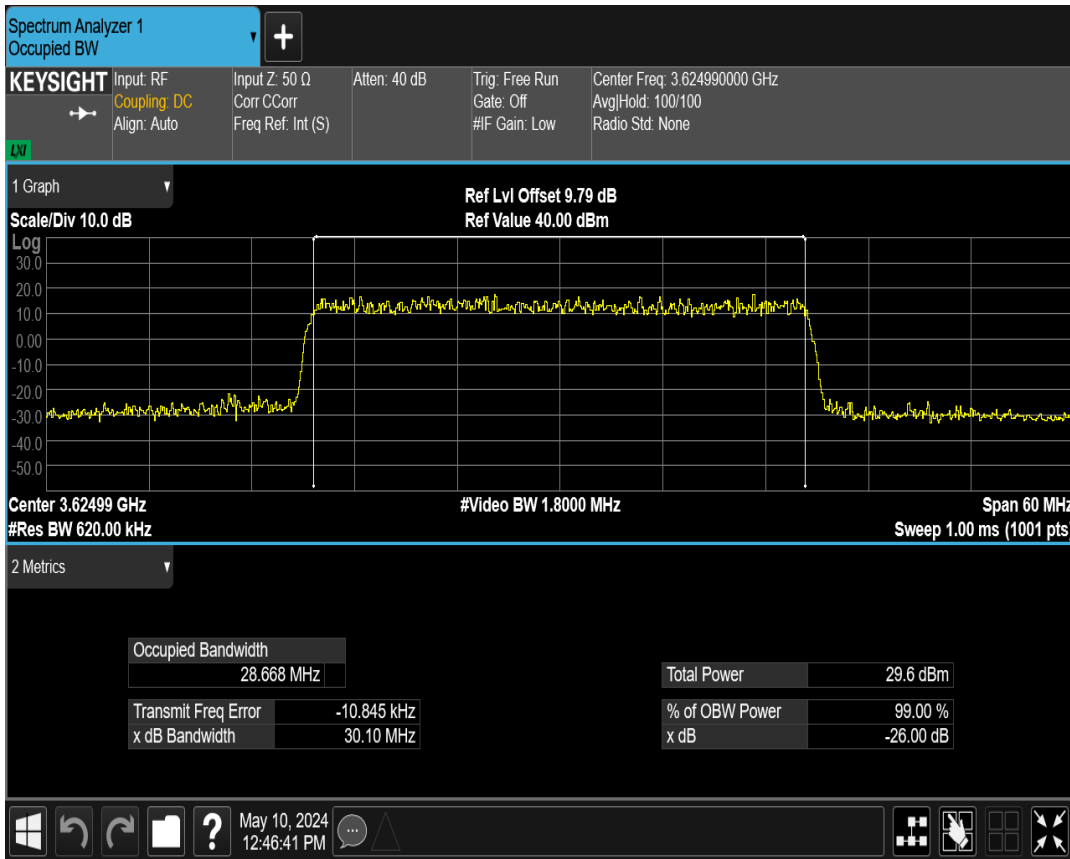 Spectrum Analyzer 1
Occupied BW
+
KEYSIGHT
Input: RF
Coupling: DC
Align: Auto
Input Z: 50 Ω
Corr CCorr
Freq Ref: Int (S)
Atten: 40 dB
Trig: Free Run
Gate: Off
#IF Gain: Low
Center Freq: 3.624990000 GHz
Avg|Hold: 100/100
Radio Std: None
LXI
1 Graph
Ref Lvl Offset 9.79 dB
Scale/Div 10.0 dB
Ref Value 40.00 dBm
Log
30.0
20.0
10.0
0.00
-10.0
-20.0
-30.0
-40.0
-50.0
Center 3.62499 GHz
#Video BW 1.8000 MHz
Span 60 MHz
#Res BW 620.00 kHz
Sweep 1.00 ms (1001 pts)
2 Metrics
Occupied Bandwidth
28.668 MHz
Total Power 29.6 dBm
Transmit Freq Error -10.845 kHz
% of OBW Power 99.00 %
x dB Bandwidth 30.10 MHz
x dB -26.00 dB
?
May 10, 2024
12:46:41 PM